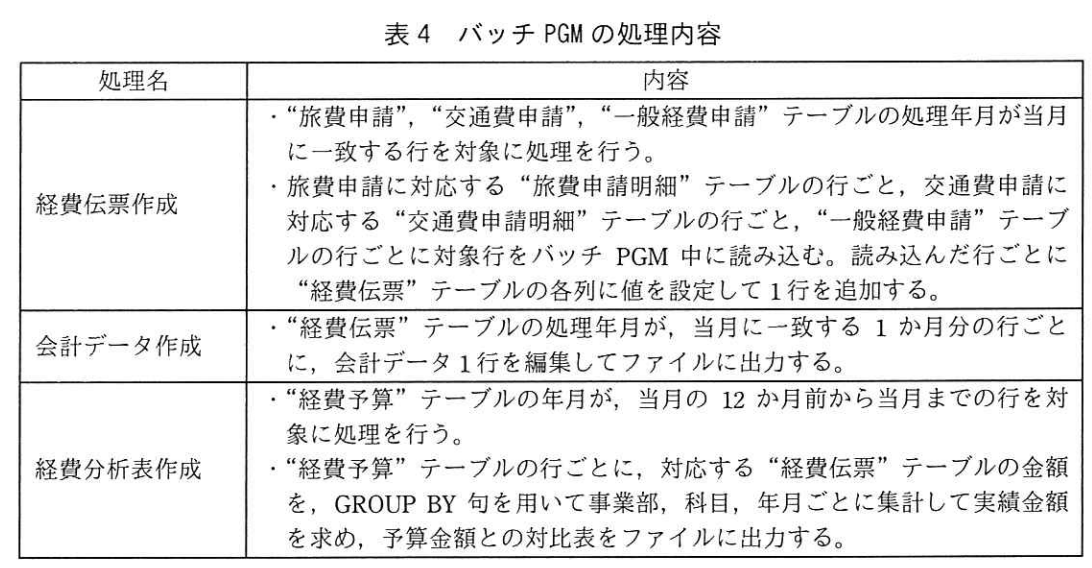 表4 バッチ PGM の処理内容
処理名
内容
経費伝票作成
・“旅費申請”，“交通費申請”，“一般経費申請” テーブルの処理年月が当月
に一致する行を対象に処理を行う。
・旅費申請に対応する “旅費申請明細” テーブルの行ごと，交通費申請に
対応する “交通費申請明細” テーブルの行ごと，“一般経費申請” テーブ
ルの行ごとに対象行をバッチ PGM 中に読み込む。読み込んだ行ごとに
“経費伝票” テーブルの各列に値を設定して1行を追加する。
会計データ作成
・“経費伝票” テーブルの処理年月が，当月に一致する 1 か月分の行ごと
に，会計データ1行を編集してファイルに出力する。
経費分析表作成
・“経費予算” テーブルの年月が，当月の 12 か月前から当月までの行を対
象に処理を行う。
・“経費予算” テーブルの行ごとに，対応する “経費伝票” テーブルの金額
を，GROUP BY 句を用いて事業部，科目，年月ごとに集計して実績金額
を求め，予算金額との対比表をファイルに出力する。